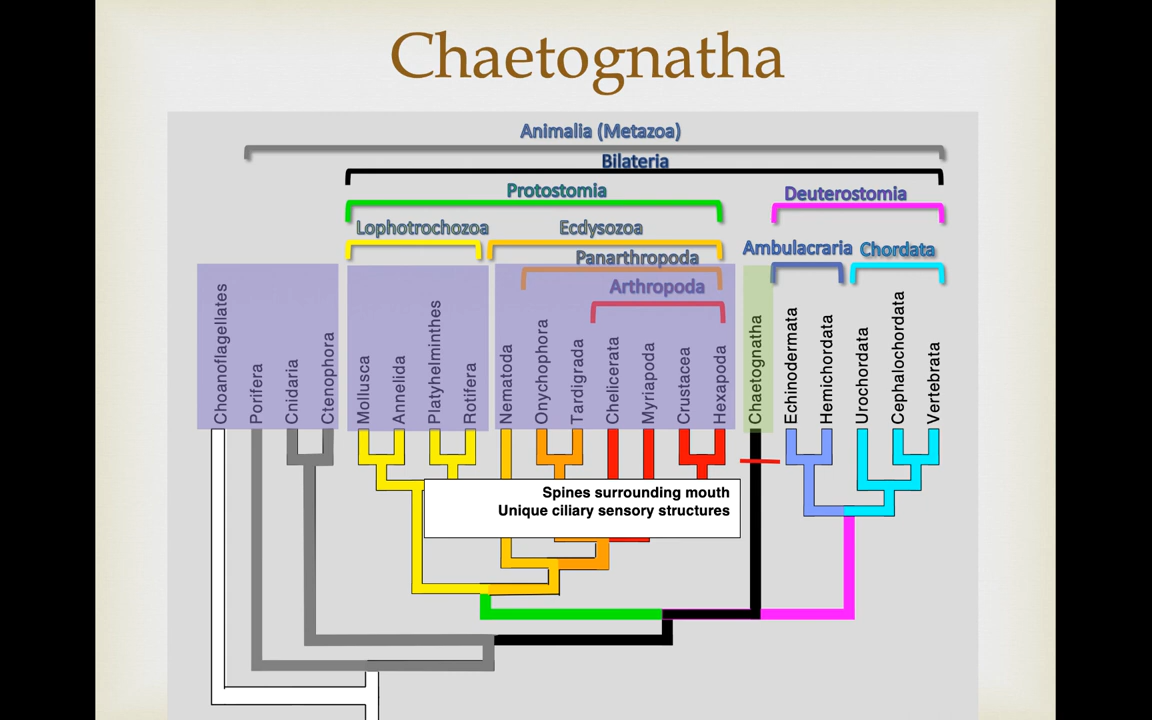 Chaetognatha
Animalia (Metazoa)
Bilateria
Protostomia
Deuterostomia
Lophotrochozoa
Ecdysozoa
Panarthropoda
Ambulacraria
Chordata
Arthropoda
Choanoflagellates
Porifera
Cnidaria
Ctenophora
Mollusca
Annelida
Platyhelminthes
Rotifera
Nematoda
Onychophora
Tardigrada
Chelicerata
Myriapoda
Crustacea
Hexapoda
Chaetognatha
Echinodermata
Hemichordata
Urochordata
Cephalochordata
Vertebrata
Spines surrounding mouth
Unique ciliary sensory structures